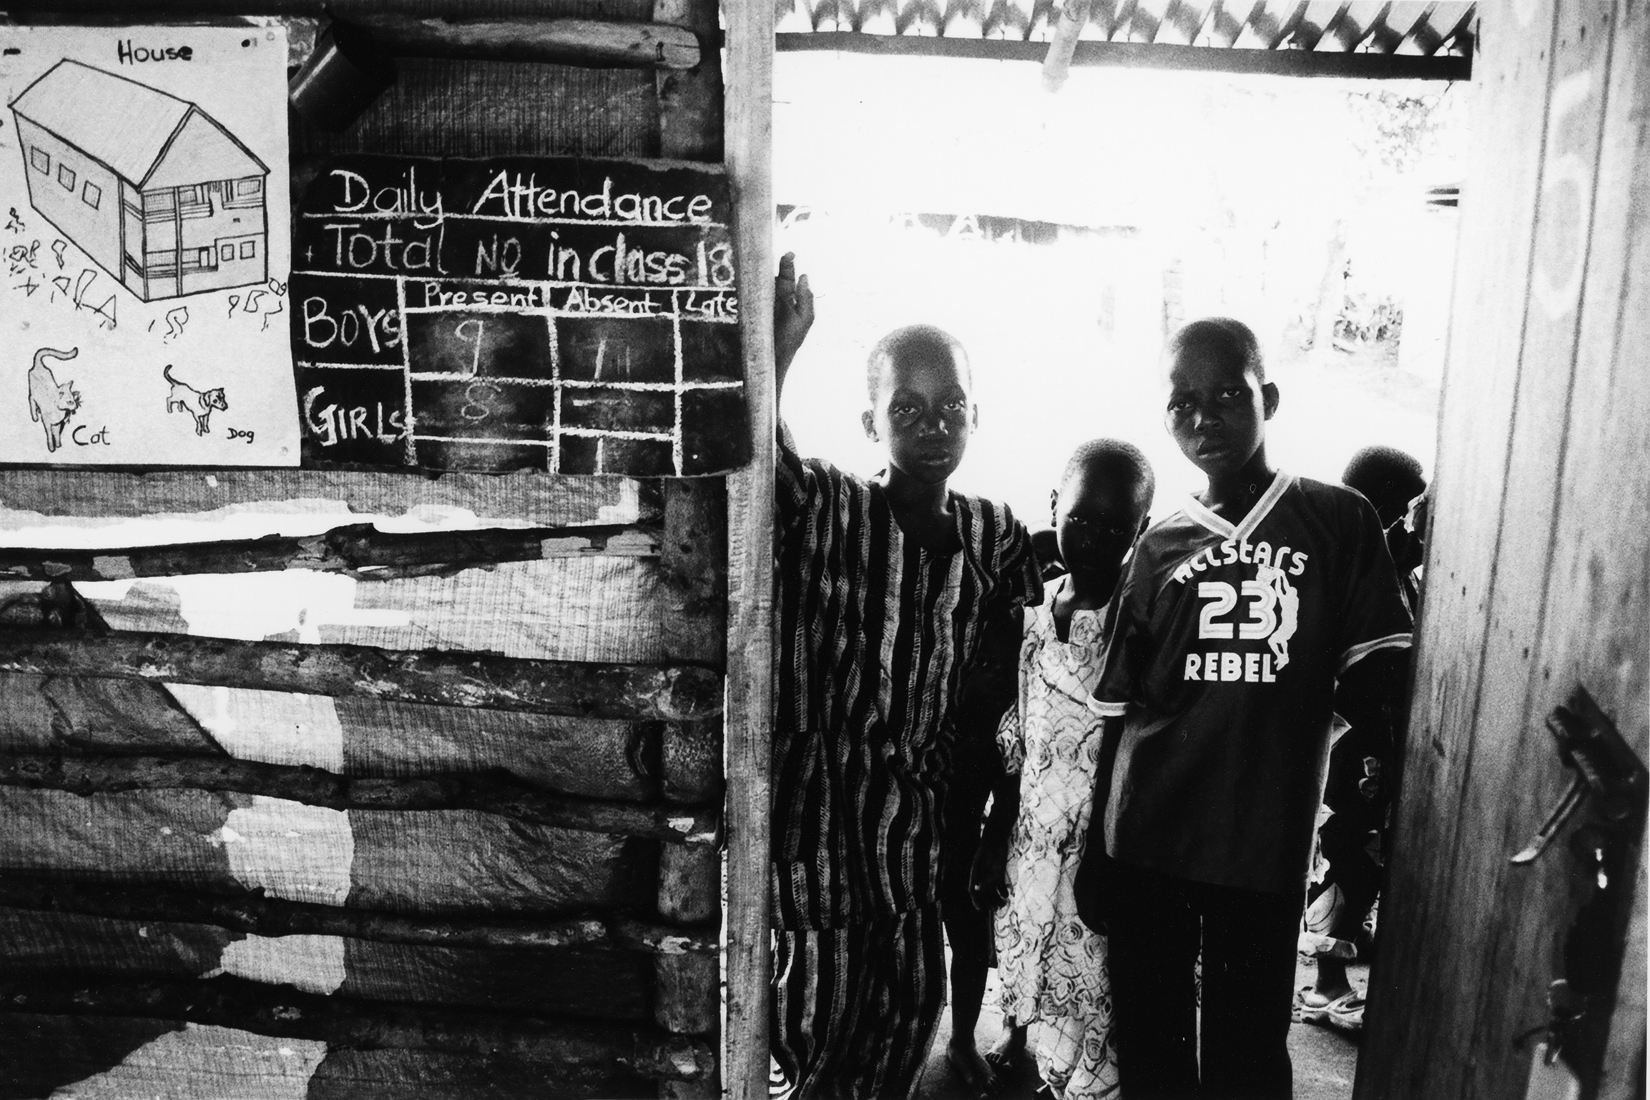 House
Cat
Dog
Daily Attendance
Total No in class 18
Present Absent Late
BOYS 9 1
GIRLS 8 -
ALLSTARS
23
REBEL